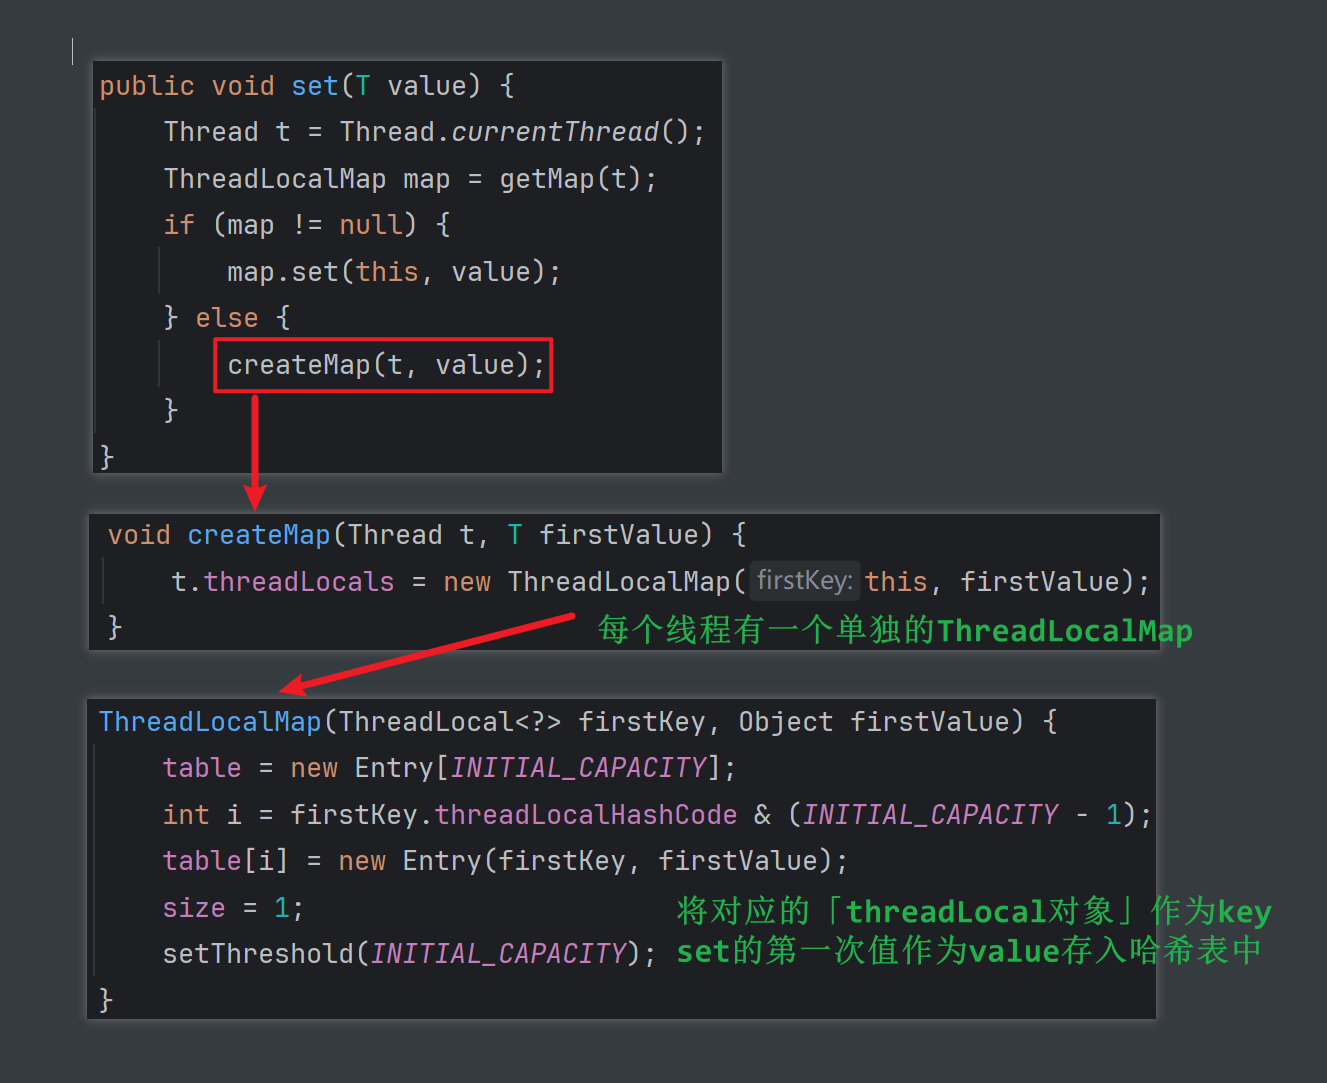 public void set(T value) {
    Thread t = Thread.currentThread();
    ThreadLocalMap map = getMap(t);
    if (map != null) {
        map.set(this, value);
    } else {
        createMap(t, value);
    }
}
void createMap(Thread t, T firstValue) {
    t.threadLocals = new ThreadLocalMap( firstKey: this, firstValue);
}
每个线程有一个单独的ThreadLocalMap
ThreadLocalMap(ThreadLocal<?> firstKey, Object firstValue) {
    table = new Entry[INITIAL_CAPACITY];
    int i = firstKey.threadLocalHashCode & (INITIAL_CAPACITY - 1);
    table[i] = new Entry(firstKey, firstValue);
    size = 1;
    setThreshold(INITIAL_CAPACITY);
}
将对应的「threadLocal对象」作为key
set的第一次值作为value存入哈希表中